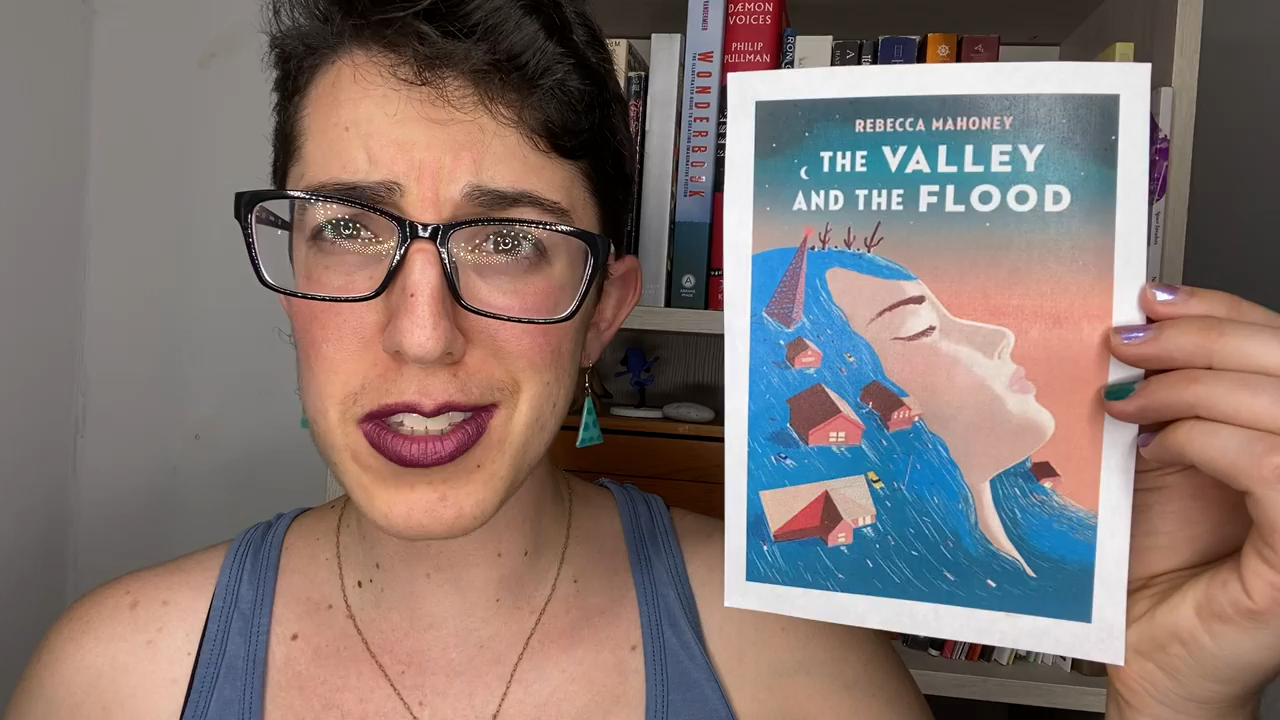 DÆMON
VOICES
PHILIP
PULLMAN
WONDERBOOK
REBECCA MAHONEY
THE VALLEY
AND THE FLOOD